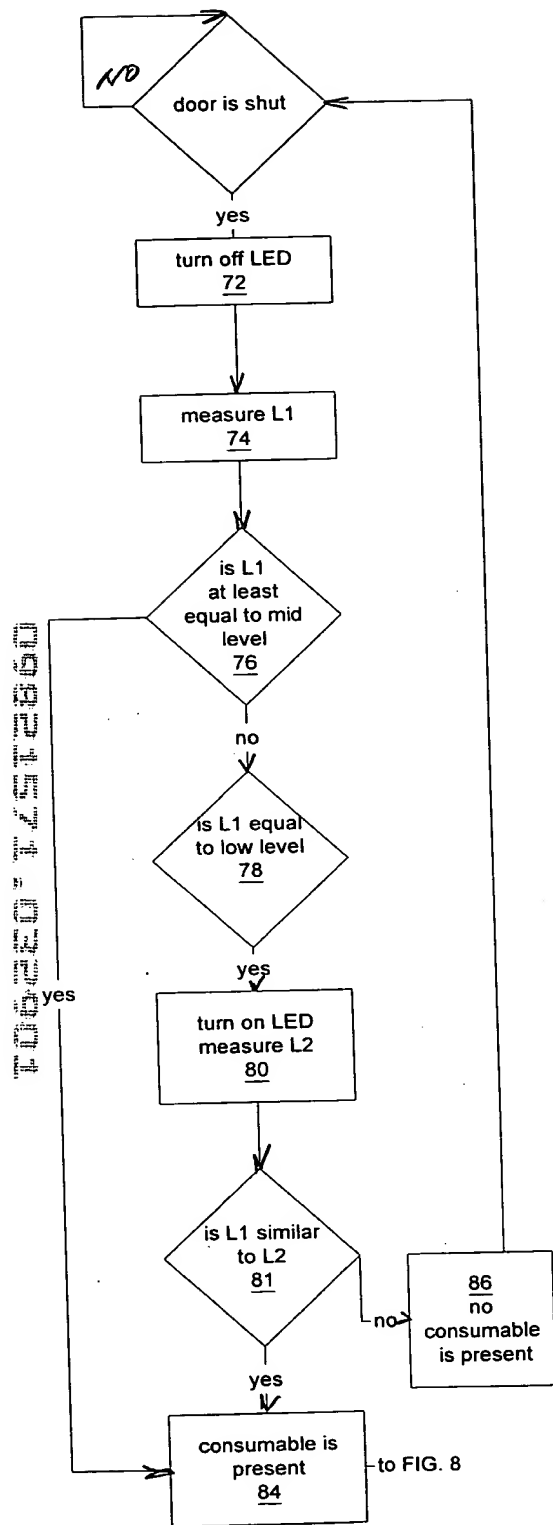 NO
door is shut
yes
turn off LED
72
measure L1
74
is L1
at least
equal to mid
level
76
no
is L1 equal
to low level
78
yes
yes
turn on LED
measure L2
80
is L1 similar
to L2
81
no
86
no
consumable
is present
yes
consumable is
present
84
to FIG. 8
09821571.032901